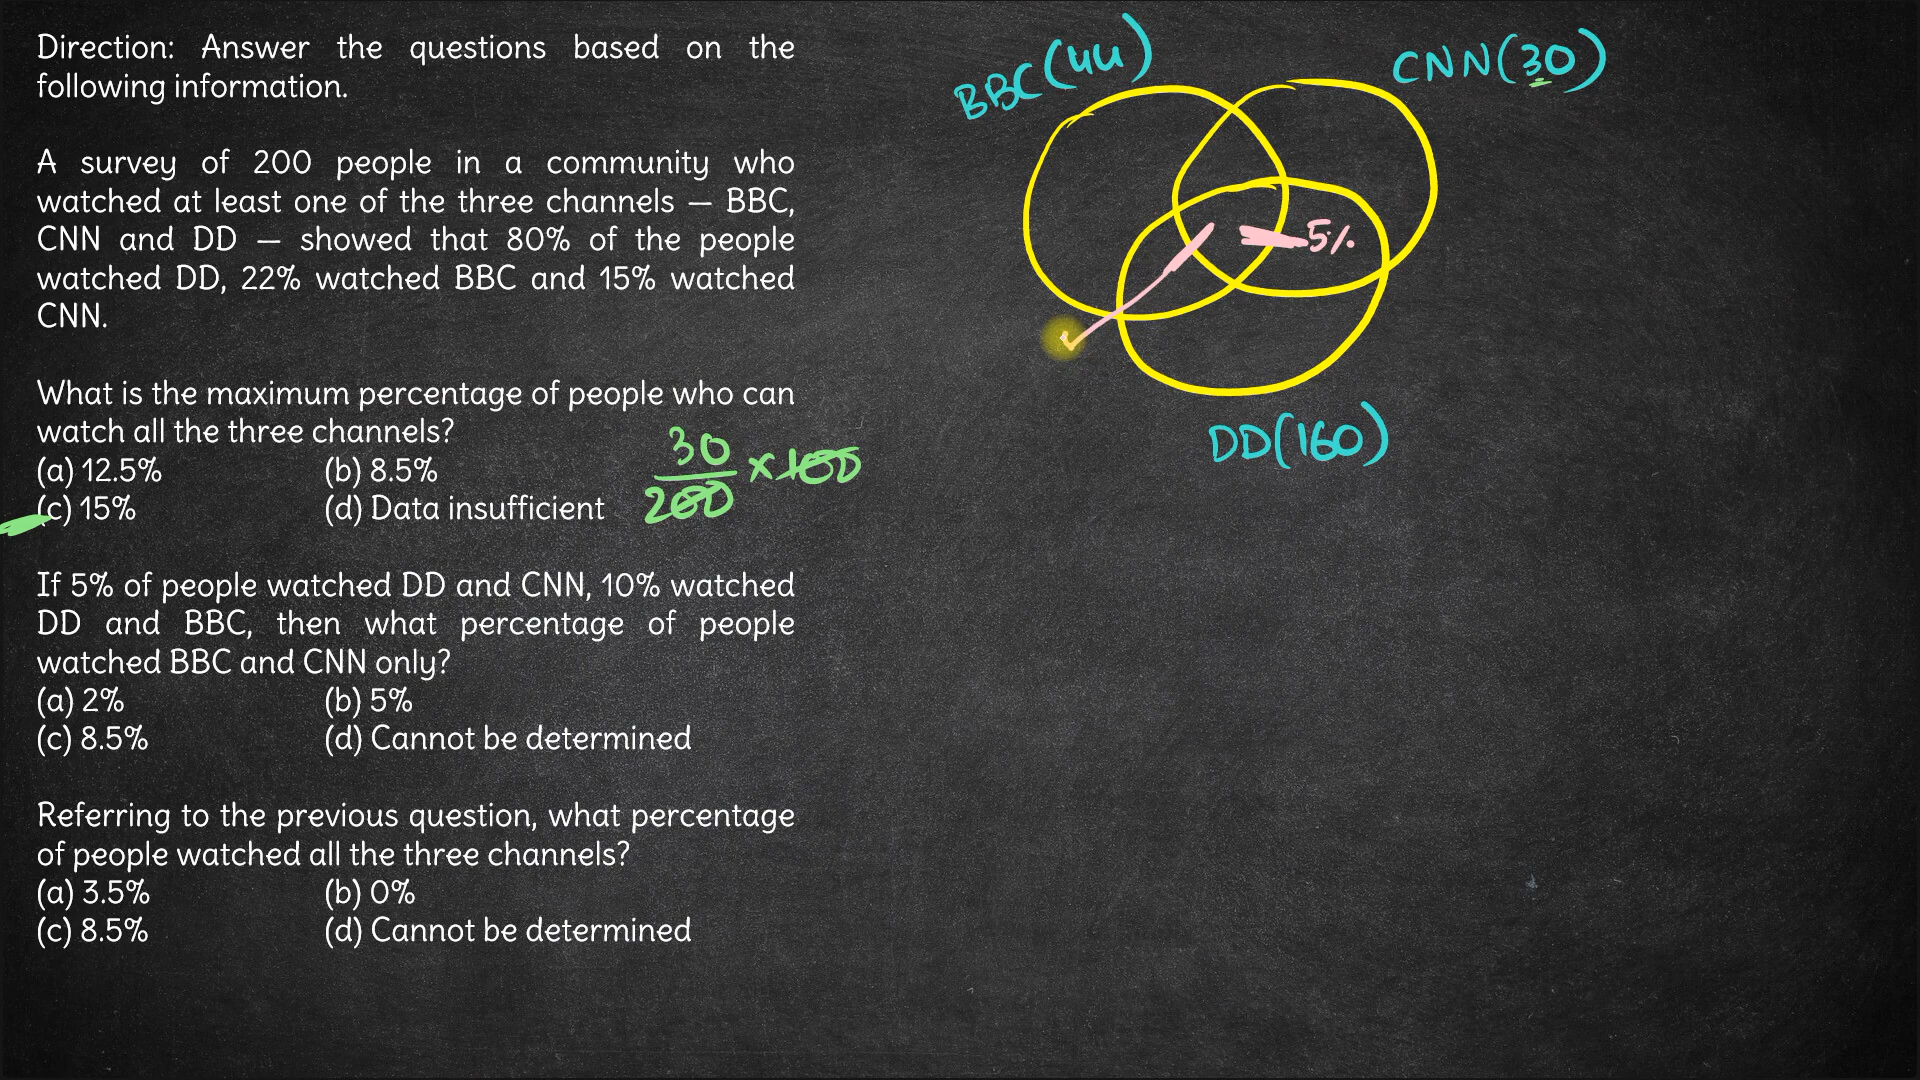 Direction: Answer the questions based on the
following information.
A survey of 200 people in a community who
watched at least one of the three channels — BBC,
CNN and DD — showed that 80% of the people
watched DD, 22% watched BBC and 15% watched
CNN.
What is the maximum percentage of people who can
watch all the three channels?
(a) 12.5% (b) 8.5%
(c) 15% (d) Data insufficient
30
200 × 100
If 5% of people watched DD and CNN, 10% watched
DD and BBC, then what percentage of people
watched BBC and CNN only?
(a) 2% (b) 5%
(c) 8.5% (d) Cannot be determined
Referring to the previous question, what percentage
of people watched all the three channels?
(a) 3.5% (b) 0%
(c) 8.5% (d) Cannot be determined
BBC(44)
CNN(30)
5%
DD(160)